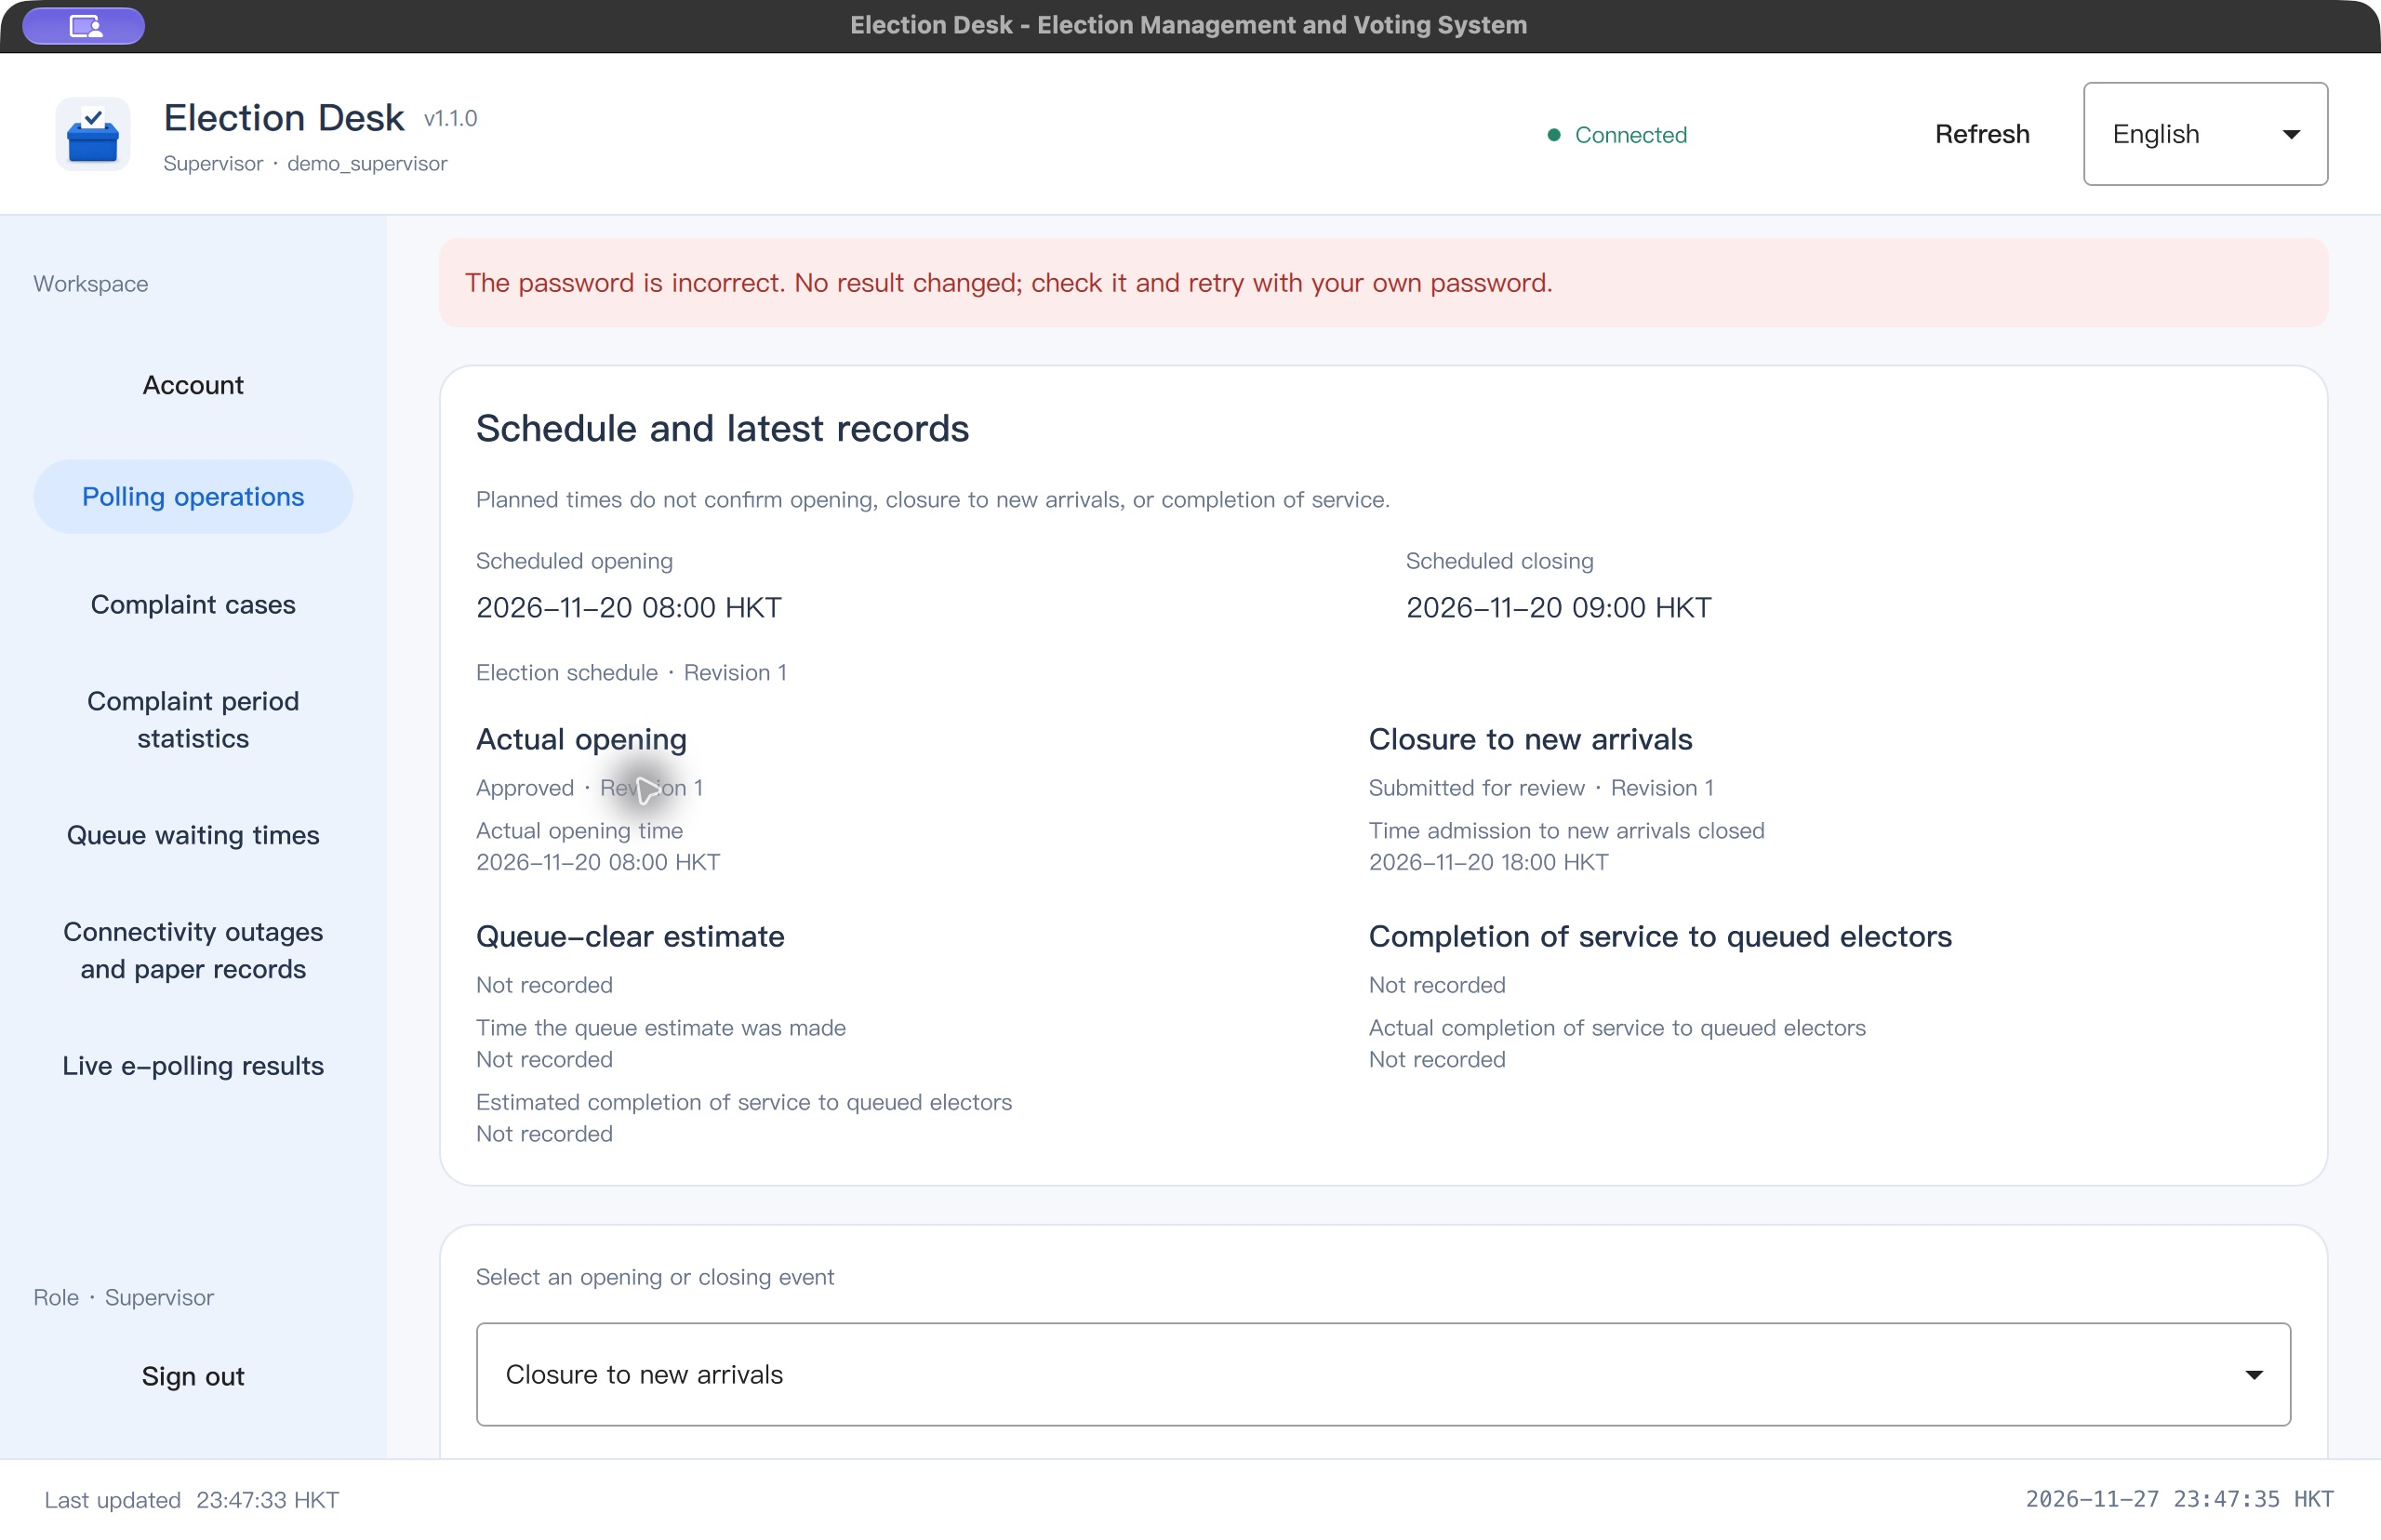 Election Desk - Election Management and Voting System
Election Desk v1.1.0
Supervisor · demo_supervisor
Connected
Refresh
English
Workspace
Account
Polling operations
Complaint cases
Complaint period
statistics
Queue waiting times
Connectivity outages
and paper records
Live e-polling results
Role · Supervisor
Sign out
The password is incorrect. No result changed; check it and retry with your own password.
Schedule and latest records
Planned times do not confirm opening, closure to new arrivals, or completion of service.
Scheduled opening
2026-11-20 08:00 HKT
Scheduled closing
2026-11-20 09:00 HKT
Election schedule · Revision 1
Actual opening
Approved · Revision 1
Actual opening time
2026-11-20 08:00 HKT
Closure to new arrivals
Submitted for review · Revision 1
Time admission to new arrivals closed
2026-11-20 18:00 HKT
Queue-clear estimate
Not recorded
Time the queue estimate was made
Not recorded
Estimated completion of service to queued electors
Not recorded
Completion of service to queued electors
Not recorded
Actual completion of service to queued electors
Not recorded
Select an opening or closing event
Closure to new arrivals
Last updated 23:47:33 HKT
2026-11-27 23:47:35 HKT